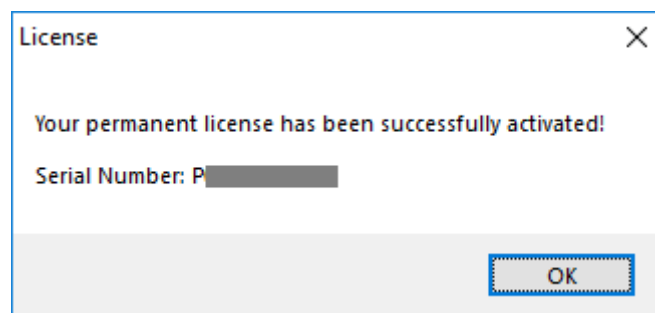 License
Your permanent license has been successfully activated!
Serial Number: P
OK